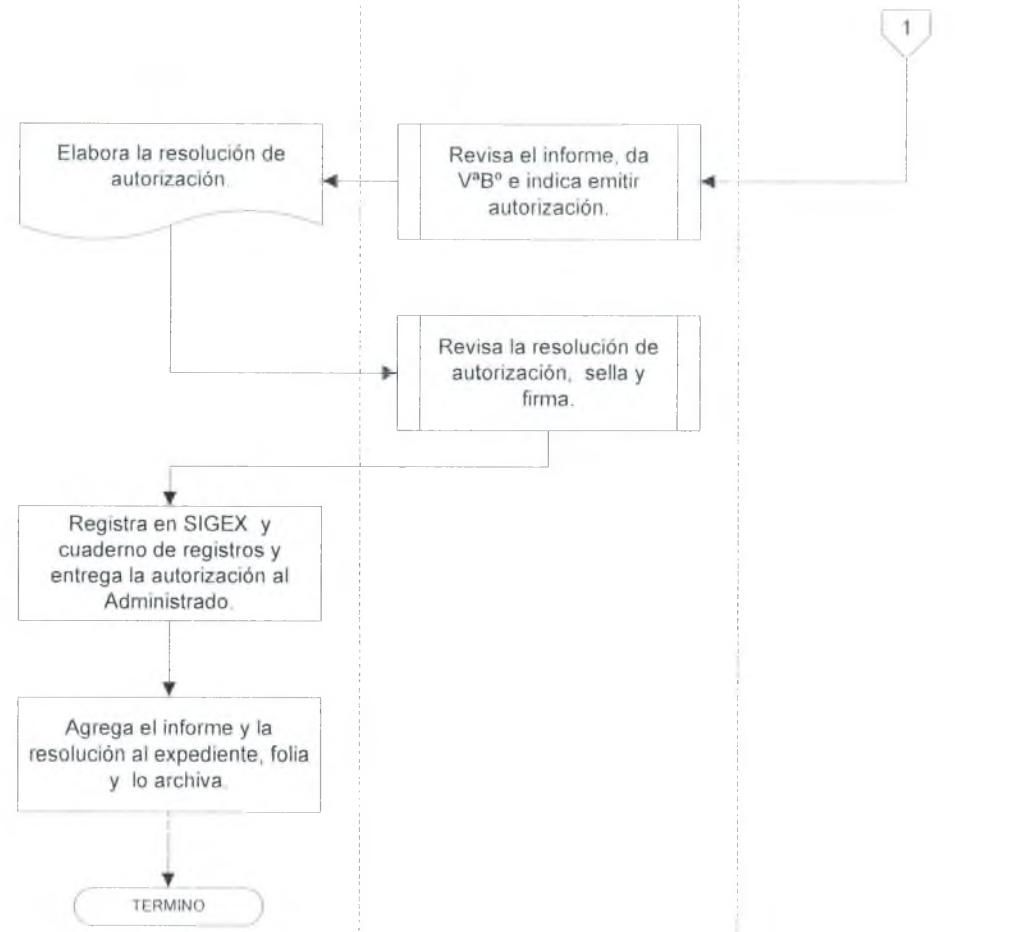 1
Elabora la resolución de
autorización.
Revisa el informe, da
VªBº e indica emitir
autorización.
Revisa la resolución de
autorización, sella y
firma.
Registra en SIGEX y
cuaderno de registros y
entrega la autorización al
Administrado.
Agrega el informe y la
resolución al expediente, folia
y lo archiva.
TERMINO